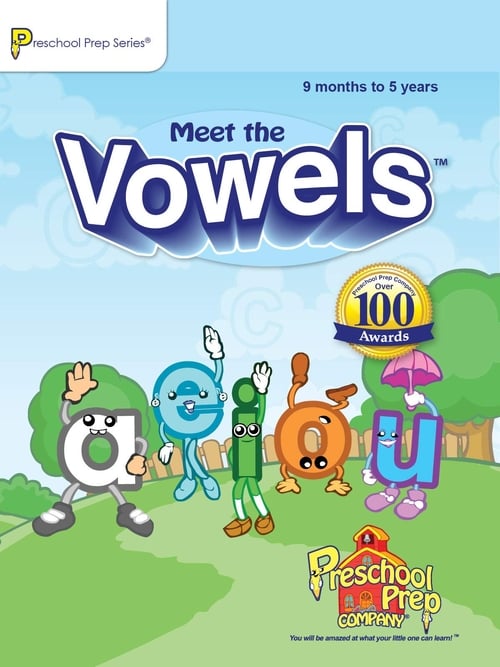 Preschool Prep Series®
9 months to 5 years
Meet the
Vowels™
Preschool Prep Company
Over
100
Awards
a e i o u
Preschool
Prep
COMPANY®
You will be amazed at what your little one can learn!™